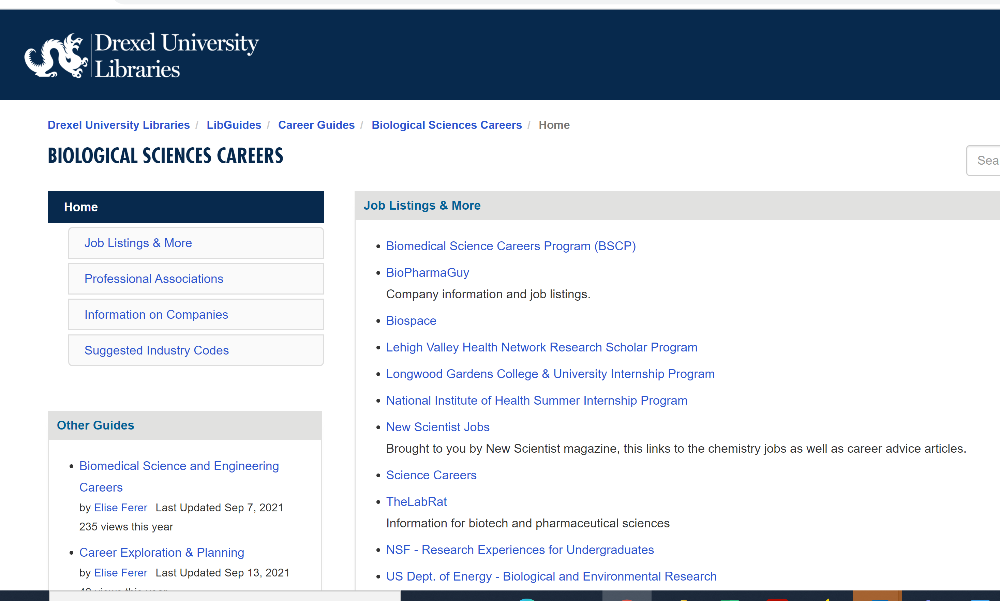 Drexel University
Libraries
Drexel University Libraries / LibGuides / Career Guides / Biological Sciences Careers / Home
BIOLOGICAL SCIENCES CAREERS
Home
Job Listings & More
Professional Associations
Information on Companies
Suggested Industry Codes
Other Guides
• Biomedical Science and Engineering
Careers
by Elise Ferer Last Updated Sep 7, 2021
235 views this year
• Career Exploration & Planning
by Elise Ferer Last Updated Sep 13, 2021
views this year
Job Listings & More
• Biomedical Science Careers Program (BSCP)
• BioPharmaGuy
Company information and job listings.
• Biospace
• Lehigh Valley Health Network Research Scholar Program
• Longwood Gardens College & University Internship Program
• National Institute of Health Summer Internship Program
• New Scientist Jobs
Brought to you by New Scientist magazine, this links to the chemistry jobs as well as career advice articles.
• Science Careers
• TheLabRat
Information for biotech and pharmaceutical sciences
• NSF - Research Experiences for Undergraduates
• US Dept. of Energy - Biological and Environmental Research